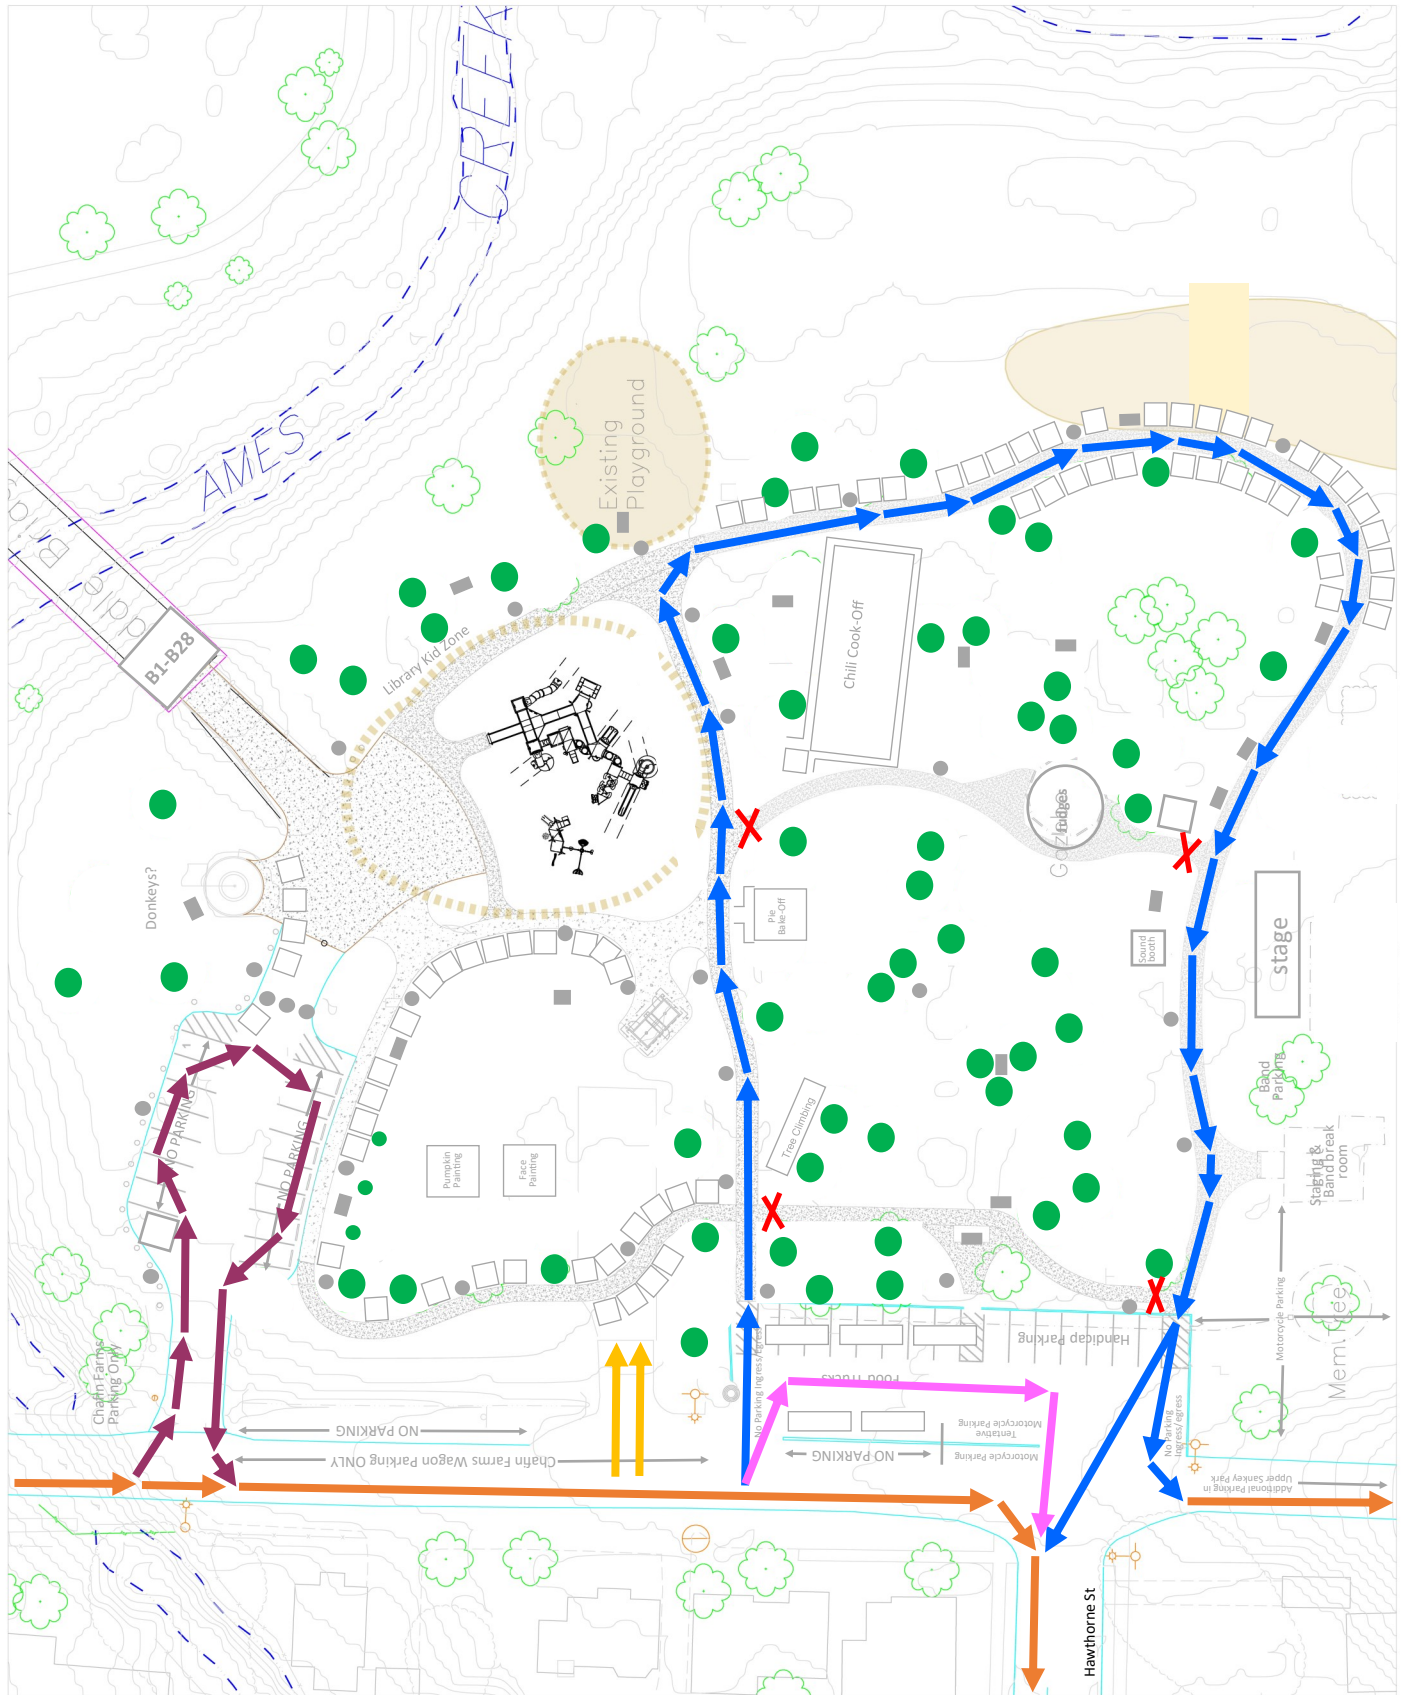 CREEK
AMES
Existing
Playground
B1-B28
Library Kid Zone
Chili Cook-Off
Judges
Donkeys?
Pie
Bake-Off
Sound
booth
stage
Band
Parking
Tree Climbing
Pumpkin
Painting
Face
Painting
NO PARKING
NO PARKING
Staging &
Band break
room
Motorcycle Parking
Mem Tree
Handicap Parking
Food Trucks
No Parking Ingress/Egress
No Parking
Ingress/egress
Chafin Farms
Parking Only
NO PARKING
Chafin Farms Wagon Parking ONLY
NO PARKING
Motorcycle Parking
Tentative
Motorcycle Parking
Additional Parking in
Upper Sankey Park
Hawthorne St